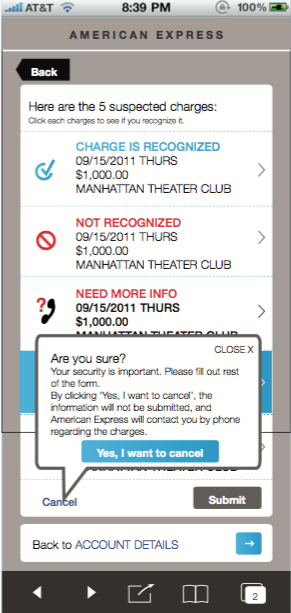 AT&T 8:39 PM 100%
AMERICAN EXPRESS
Back
Here are the 5 suspected charges:
Click each charges to see if you recognize it.
CHARGE IS RECOGNIZED
09/15/2011 THURS
$1,000.00
MANHATTAN THEATER CLUB
NOT RECOGNIZED
09/15/2011 THURS
$1,000.00
MANHATTAN THEATER CLUB
NEED MORE INFO
09/15/2011 THURS
$1,000.00
MANHATTAN THEATER CLUB
CLOSE X
Are you sure?
Your security is important. Please fill out rest
of the form.
By clicking 'Yes, I want to cancel', the
information will not be submitted, and
American Express will contact you by phone
regarding the charges.
Yes, I want to cancel
MANHATTAN THEATER CLUB
Cancel
Submit
Back to ACCOUNT DETAILS
2